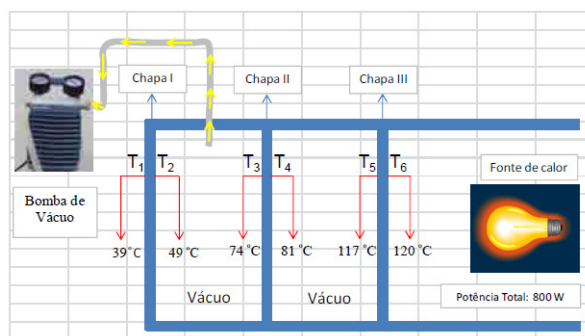 Chapa I
Chapa II
Chapa III
T1 T2 T3 T4 T5 T6
Bomba de
Vácuo
Fonte de calor
39°C 49 °C 74 °C 81 °C 117 °C 120 °C
Vácuo Vácuo
Potência Total: 800 W